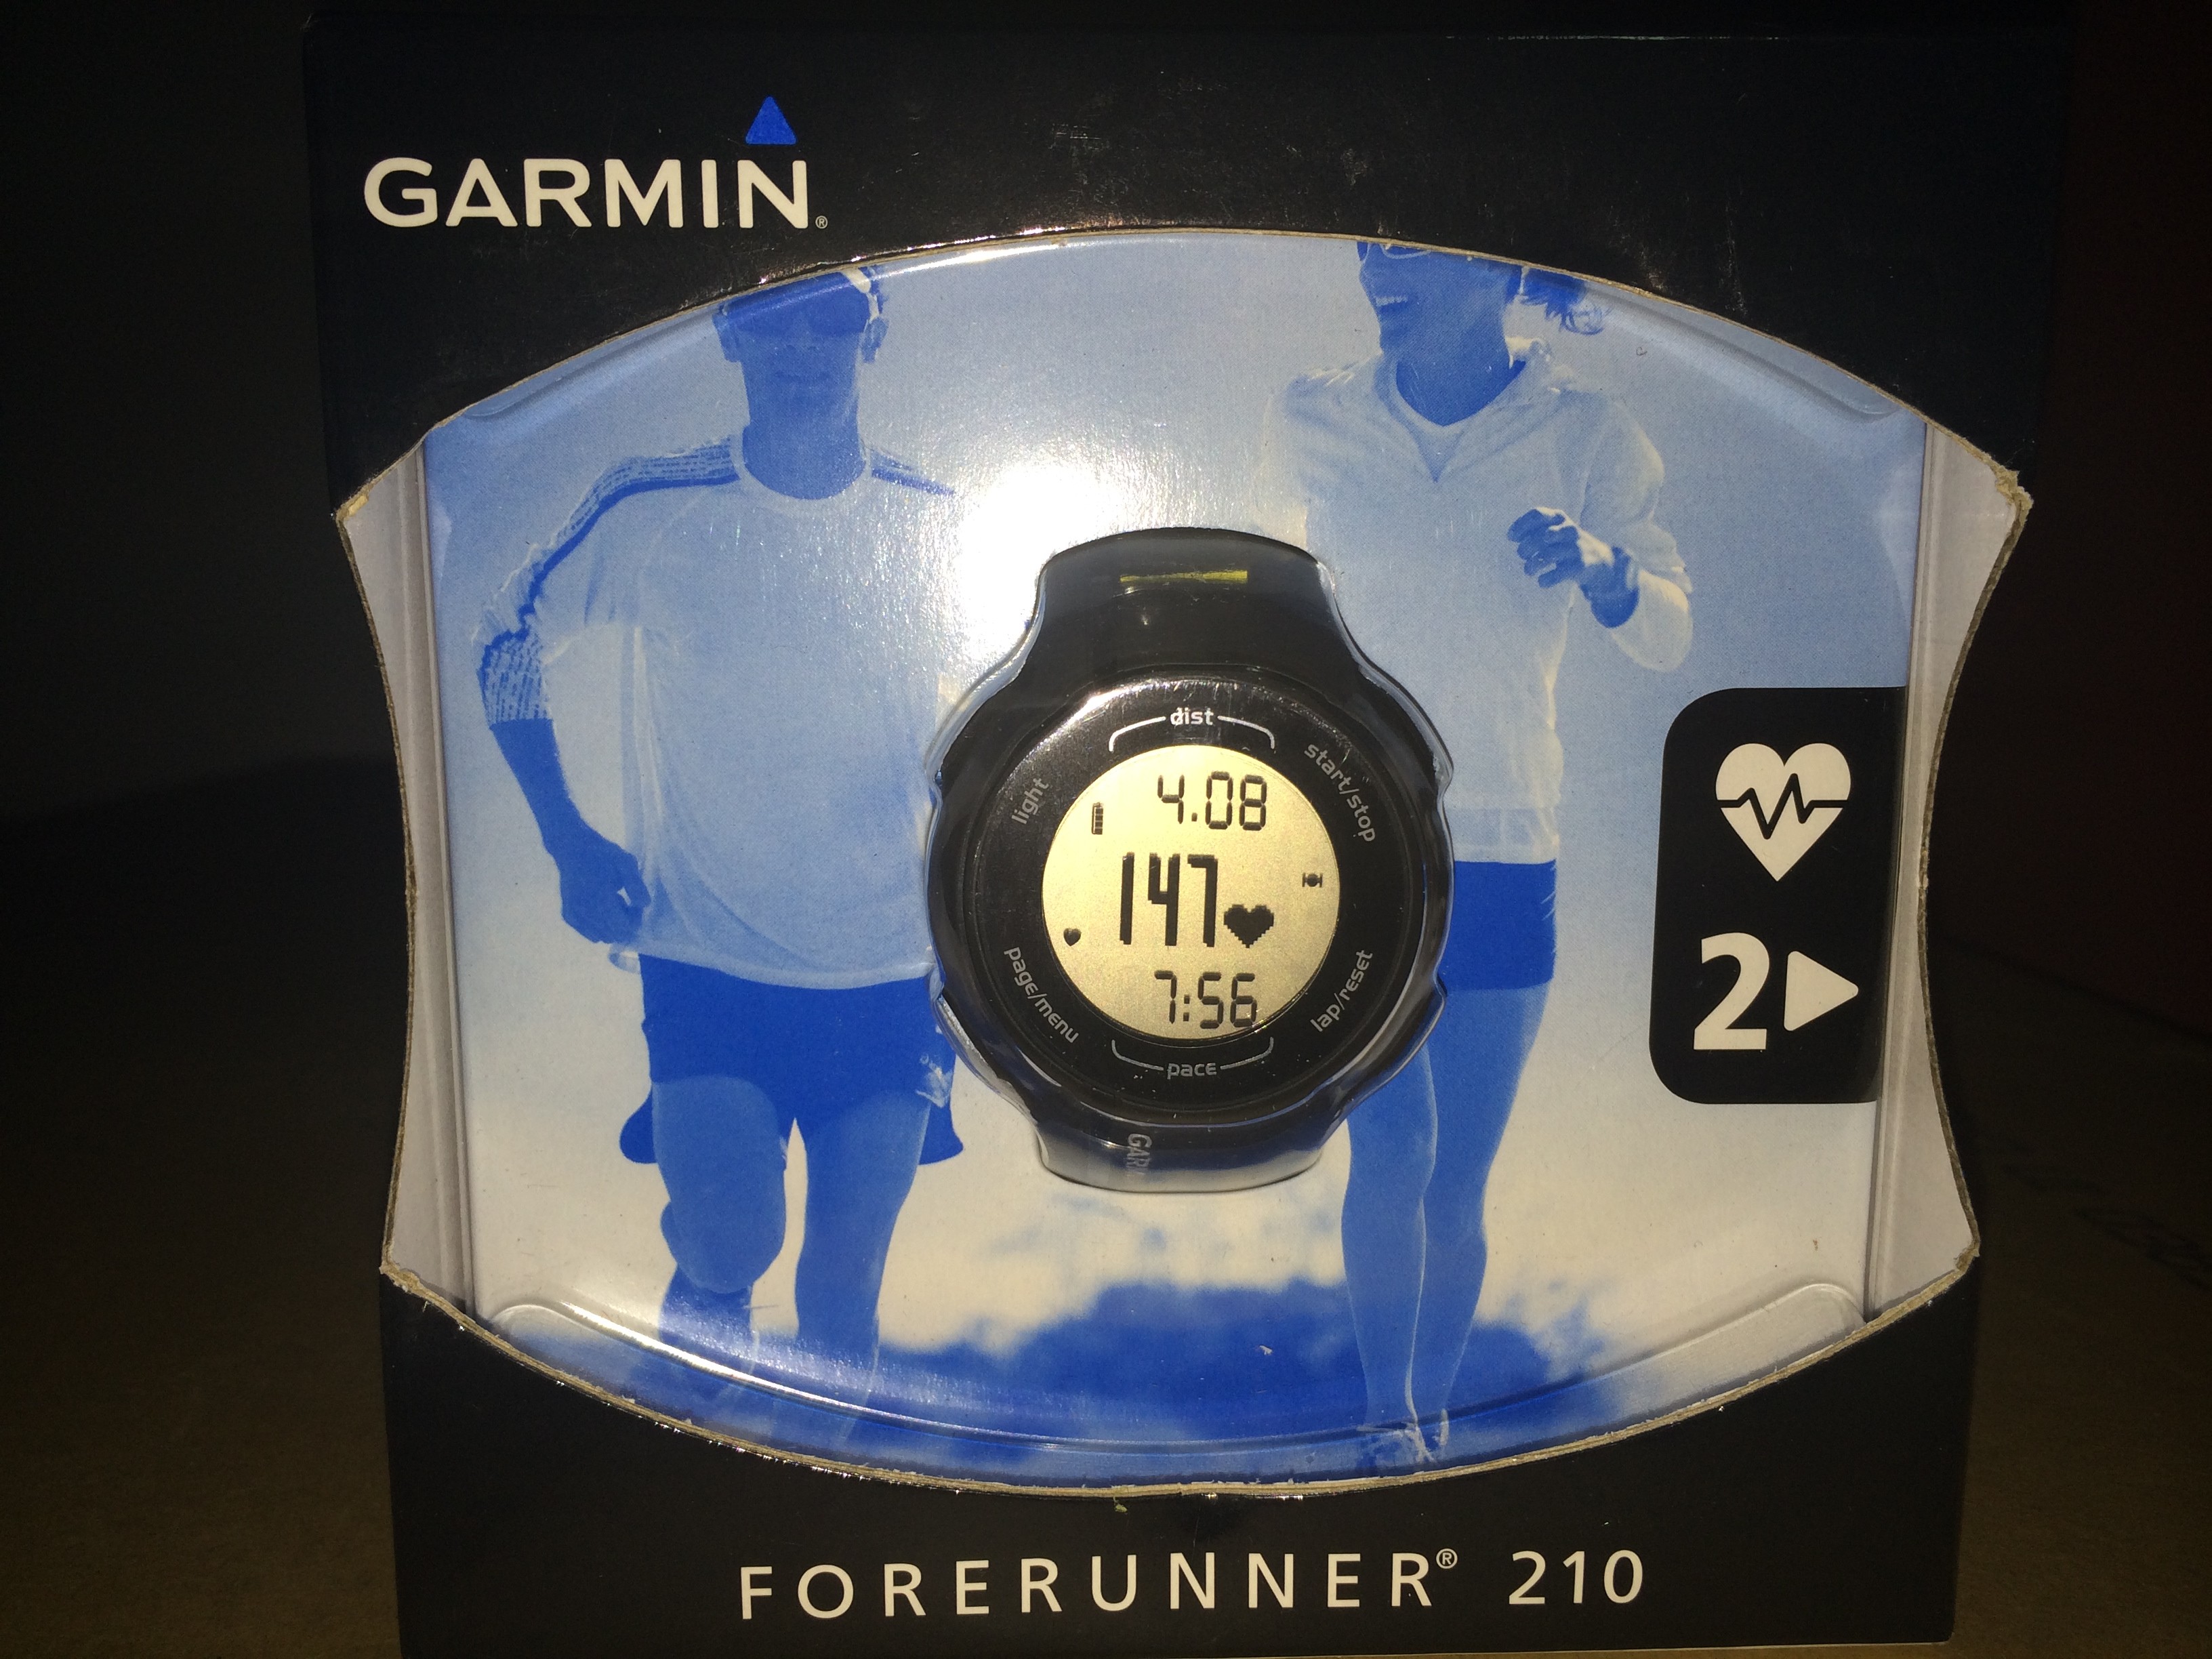 GARMIN®
dist
light
start/stop
4.08
147
7:56
page/menu
lap/reset
pace
2
FORERUNNER® 210